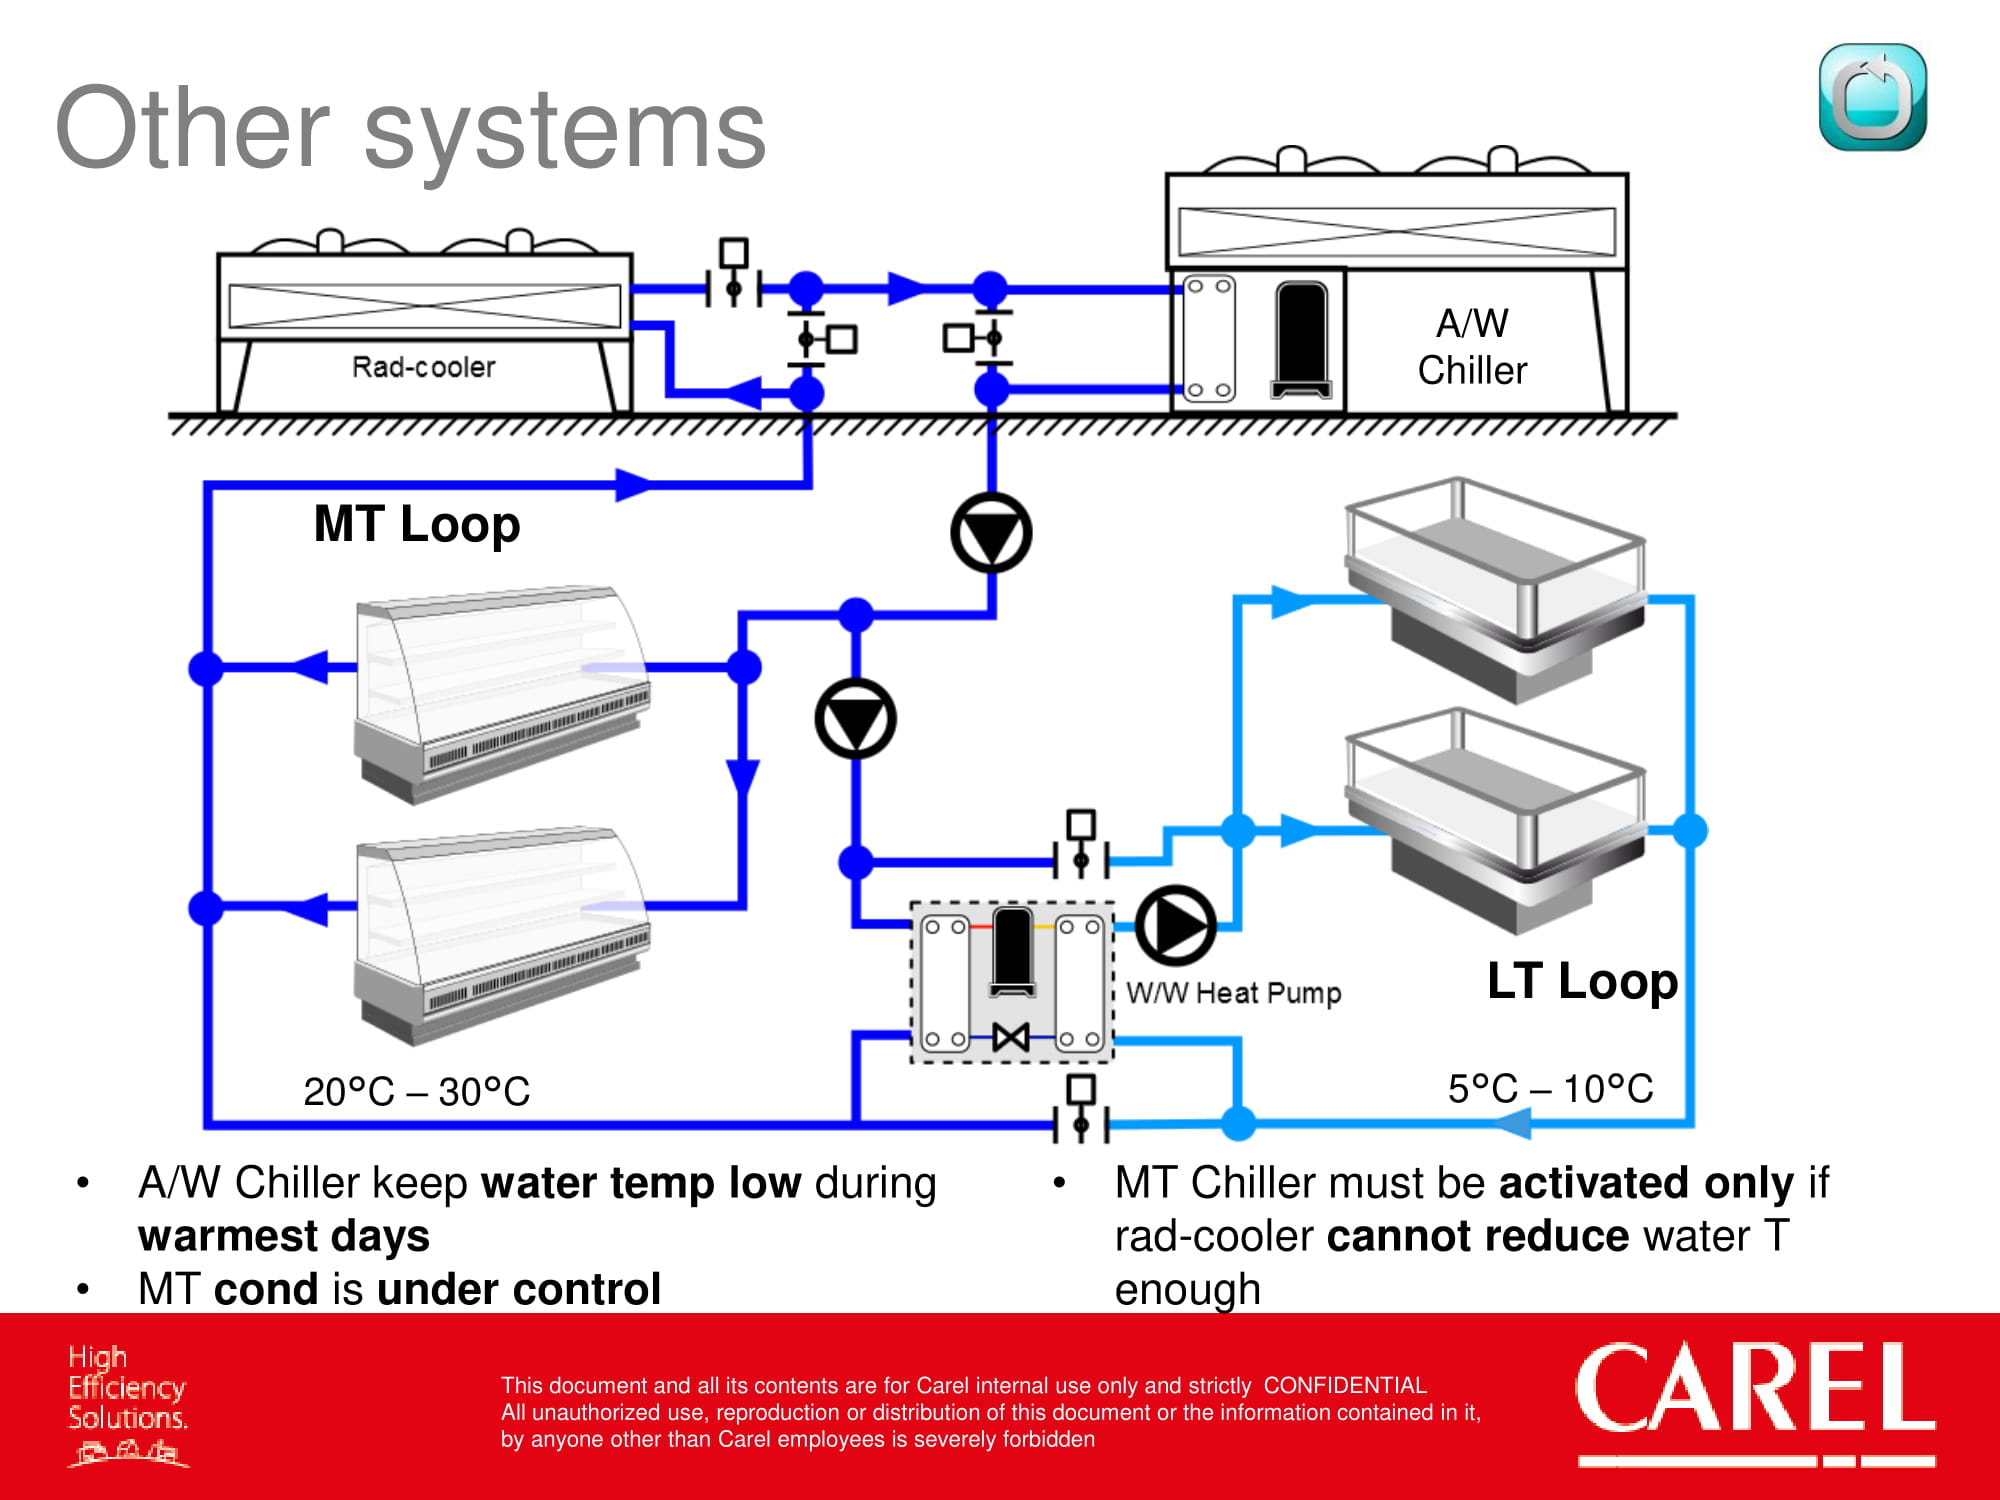 Other systems
Rad-cooler
A/W
Chiller
MT Loop
W/W Heat Pump
LT Loop
20°C – 30°C
5°C – 10°C
• A/W Chiller keep water temp low during
warmest days
• MT cond is under control
• MT Chiller must be activated only if
rad-cooler cannot reduce water T
enough
High
Efficiency
Solutions.
This document and all its contents are for Carel internal use only and strictly CONFIDENTIAL
All unauthorized use, reproduction or distribution of this document or the information contained in it,
by anyone other than Carel employees is severely forbidden
CAREL